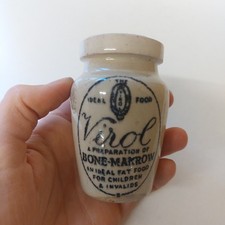 THE
IDEAL FOOD
Virol
A PREPARATION OF
BONE-MARROW
AN IDEAL FAT FOOD
FOR CHILDREN
& INVALIDS